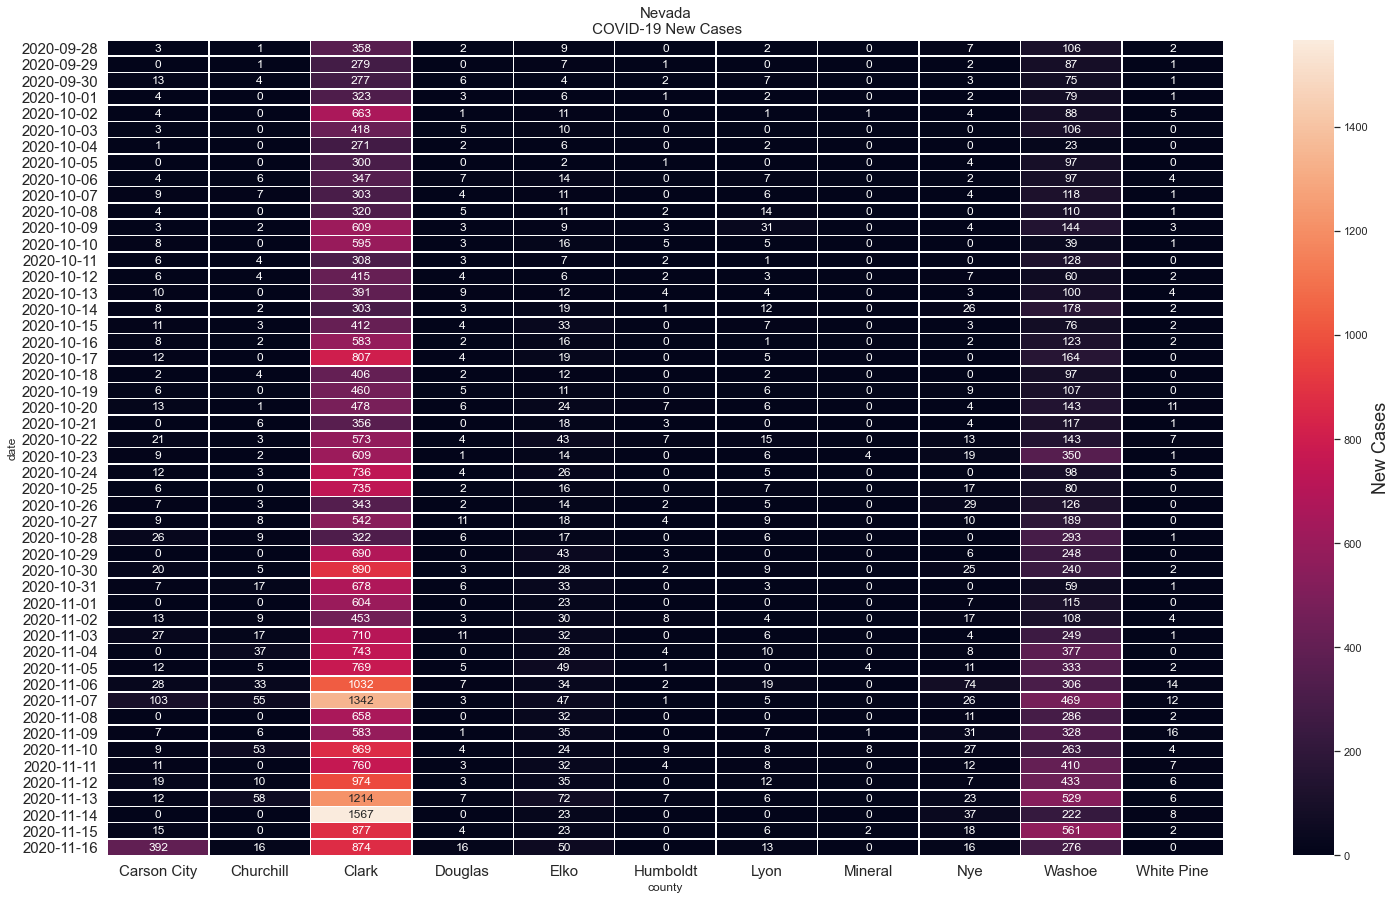 Nevada
COVID-19 New Cases
2020-09-28 3 1 358 2 9 0 2 0 7 106 2
2020-09-29 0 1 279 0 7 1 0 0 2 87 1
2020-09-30 13 4 277 6 4 2 7 0 3 75 1
2020-10-01 4 0 323 3 6 1 2 0 2 79 1
2020-10-02 4 0 663 1 11 0 1 1 4 88 5
2020-10-03 3 0 418 5 10 0 0 0 0 106 0
2020-10-04 1 0 271 2 6 0 2 0 0 23 0
2020-10-05 0 0 300 0 2 1 0 0 4 97 0
2020-10-06 4 6 347 7 14 0 7 0 2 97 4
2020-10-07 9 7 303 4 11 0 6 0 4 118 1
2020-10-08 4 0 320 5 11 2 14 0 0 110 1
2020-10-09 3 2 609 3 9 3 31 0 4 144 3
2020-10-10 8 0 595 3 16 5 5 0 0 39 1
2020-10-11 6 4 308 3 7 2 1 0 0 128 0
2020-10-12 6 4 415 4 6 2 3 0 7 60 2
2020-10-13 10 0 391 9 12 4 4 0 3 100 4
2020-10-14 8 2 303 3 19 1 12 0 26 178 2
2020-10-15 11 3 412 4 33 0 7 0 3 76 2
2020-10-16 8 2 583 2 16 0 1 0 2 123 2
2020-10-17 12 0 807 4 19 0 5 0 0 164 0
2020-10-18 2 4 406 2 12 0 2 0 0 97 0
2020-10-19 6 0 460 5 11 0 6 0 9 107 0
2020-10-20 13 1 478 6 24 7 6 0 4 143 11
2020-10-21 0 6 356 0 18 3 0 0 4 117 1
2020-10-22 21 3 573 4 43 7 15 0 13 143 7
2020-10-23 9 2 609 1 14 0 6 4 19 350 1
2020-10-24 12 3 736 4 26 0 5 0 0 98 5
2020-10-25 6 0 735 2 16 0 7 0 17 80 0
2020-10-26 7 3 343 2 14 2 5 0 29 126 0
2020-10-27 9 8 542 11 18 4 9 0 10 189 0
2020-10-28 26 9 322 6 17 0 6 0 0 293 1
2020-10-29 0 0 690 0 43 3 0 0 6 248 0
2020-10-30 20 5 890 3 28 2 9 0 25 240 2
2020-10-31 7 17 678 6 33 0 3 0 0 59 1
2020-11-01 0 0 604 0 23 0 0 0 7 115 0
2020-11-02 13 9 453 3 30 8 4 0 17 108 4
2020-11-03 27 17 710 11 32 0 6 0 4 249 1
2020-11-04 0 37 743 0 28 4 10 0 8 377 0
2020-11-05 12 5 769 5 49 1 0 4 11 333 2
2020-11-06 28 33 1032 7 34 2 19 0 74 306 14
2020-11-07 103 55 1342 3 47 1 5 0 26 469 12
2020-11-08 0 0 658 0 32 0 0 0 11 286 2
2020-11-09 7 6 583 1 35 0 7 1 31 328 16
2020-11-10 9 53 869 4 24 9 8 8 27 263 4
2020-11-11 11 0 760 3 32 4 8 0 12 410 7
2020-11-12 19 10 974 3 35 0 12 0 7 433 6
2020-11-13 12 58 1214 7 72 7 6 0 23 529 6
2020-11-14 0 0 1567 0 23 0 0 0 37 222 8
2020-11-15 15 0 877 4 23 0 6 2 18 561 2
2020-11-16 392 16 874 16 50 0 13 0 16 276 0
Carson City Churchill Clark Douglas Elko Humboldt Lyon Mineral Nye Washoe White Pine
county
date
1400
1200
1000
800
600
400
200
0
New Cases